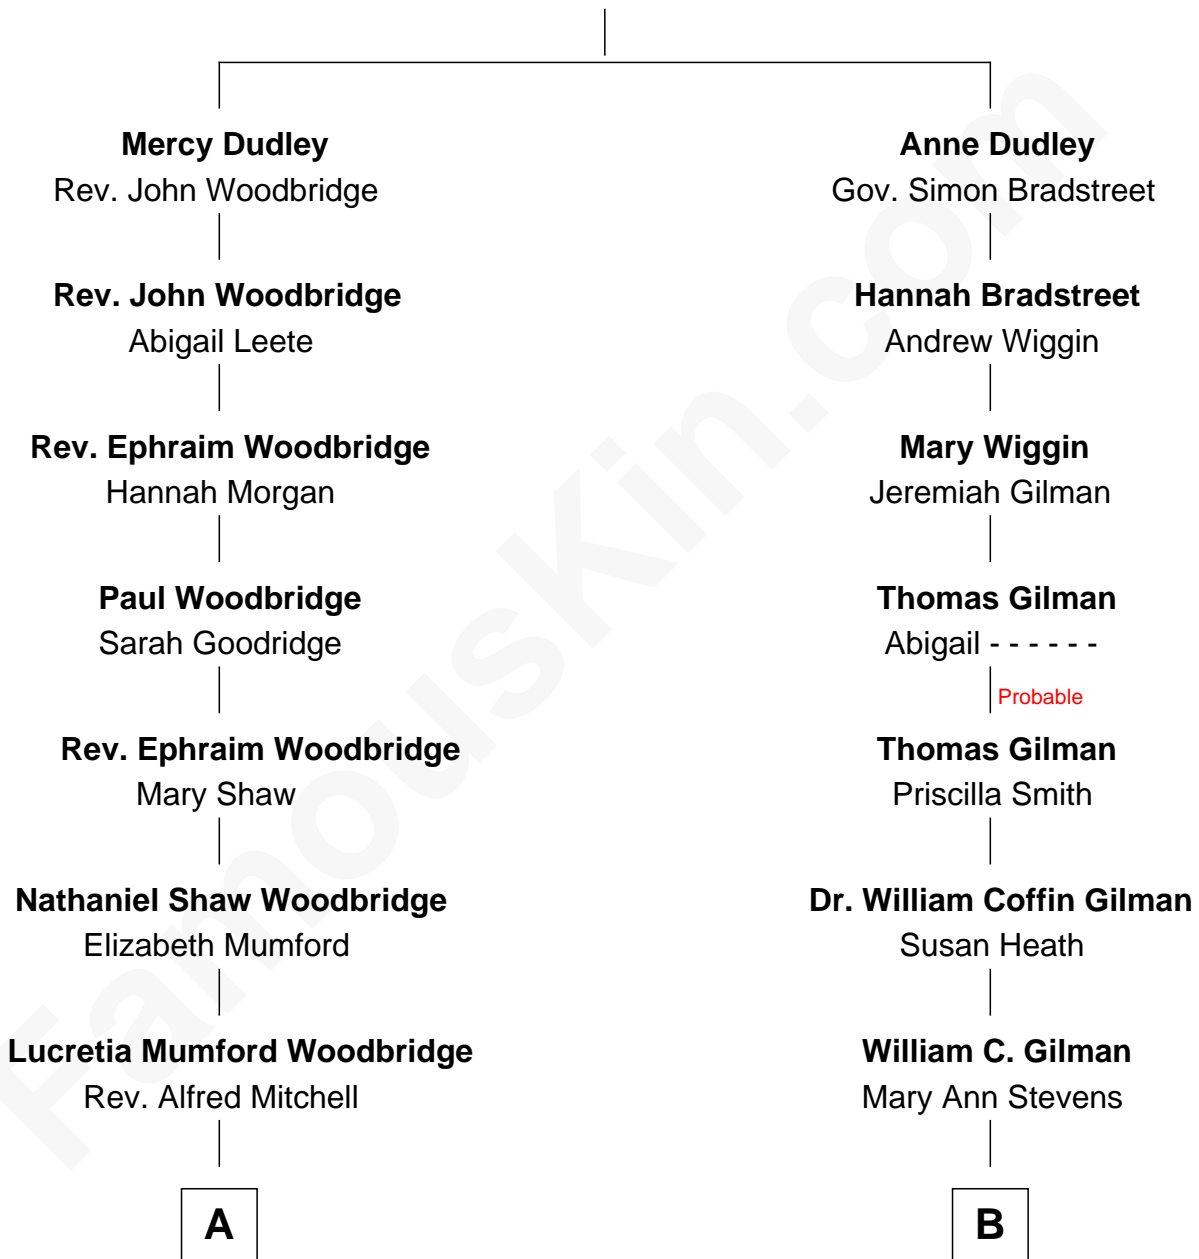 Mercy Dudley
Rev. John Woodbridge
Anne Dudley
Gov. Simon Bradstreet
Rev. John Woodbridge
Abigail Leete
Hannah Bradstreet
Andrew Wiggin
Rev. Ephraim Woodbridge
Hannah Morgan
Mary Wiggin
Jeremiah Gilman
Paul Woodbridge
Sarah Goodridge
Thomas Gilman
Abigail - - - - - -
Probable
Rev. Ephraim Woodbridge
Mary Shaw
Thomas Gilman
Priscilla Smith
Nathaniel Shaw Woodbridge
Elizabeth Mumford
Dr. William Coffin Gilman
Susan Heath
Lucretia Mumford Woodbridge
Rev. Alfred Mitchell
William C. Gilman
Mary Ann Stevens
A
B
FamousKin.com